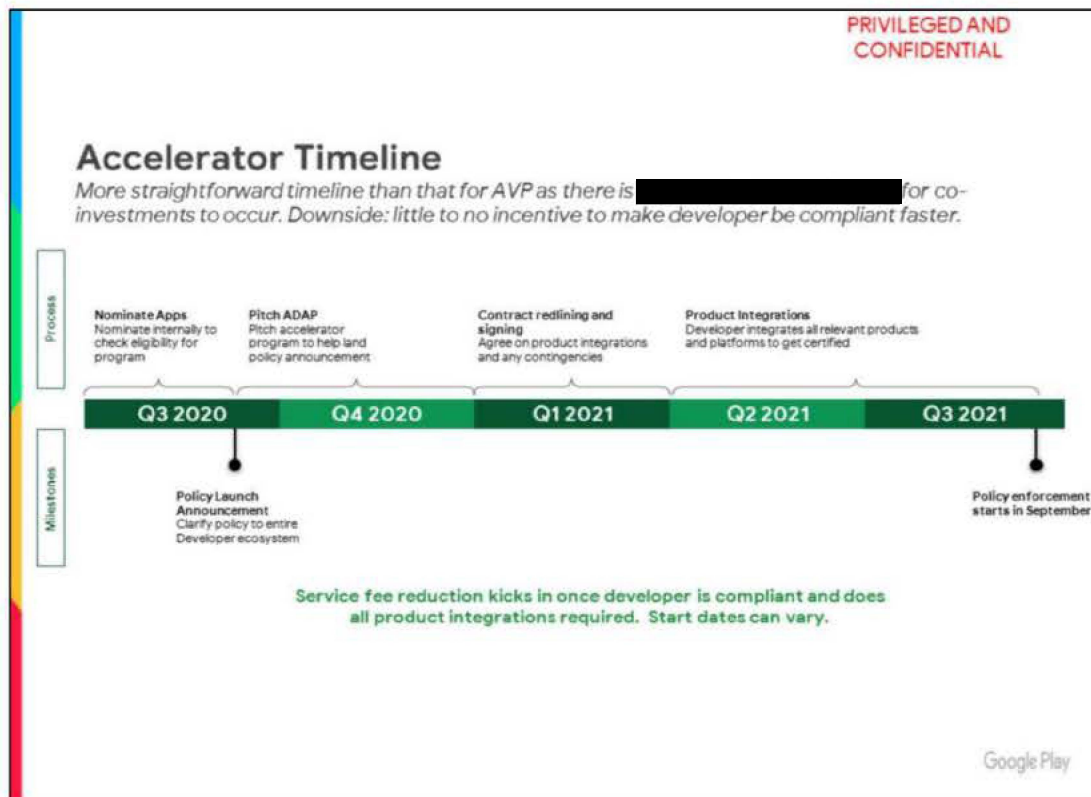 PRIVILEGED AND
CONFIDENTIAL
Accelerator Timeline
More straightforward timeline than that for AVP as there is for co-
investments to occur. Downside: little to no incentive to make developer be compliant faster.
Process
Nominate Apps
Nominate internally to
check eligibility for
program
Pitch ADAP
Pitch accelerator
program to help land
policy announcement
Contract redlining and
signing
Agree on product integrations
and any contingencies
Product Integrations
Developer integrates all relevant products
and platforms to get certified
Q3 2020
Q4 2020
Q1 2021
Q2 2021
Q3 2021
Milestones
Policy Launch
Announcement
Clarify policy to entire
Developer ecosystem
Policy enforcement
starts in September
Service fee reduction kicks in once developer is compliant and does
all product integrations required. Start dates can vary.
Google Play